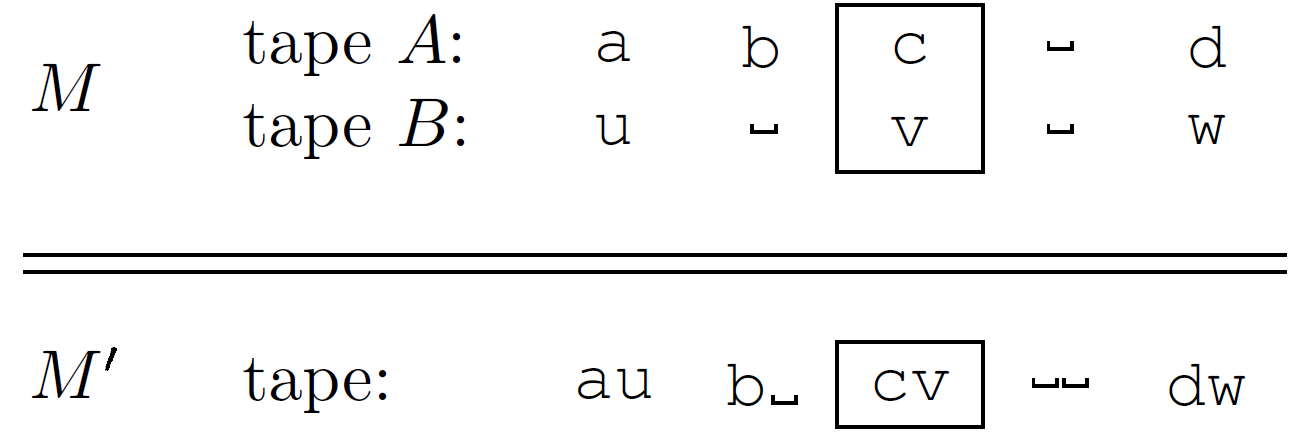 M
tape A: a b c ␣ d
tape B: u ␣ v ␣ w
M′ tape: au b␣ cv ␣␣ dw